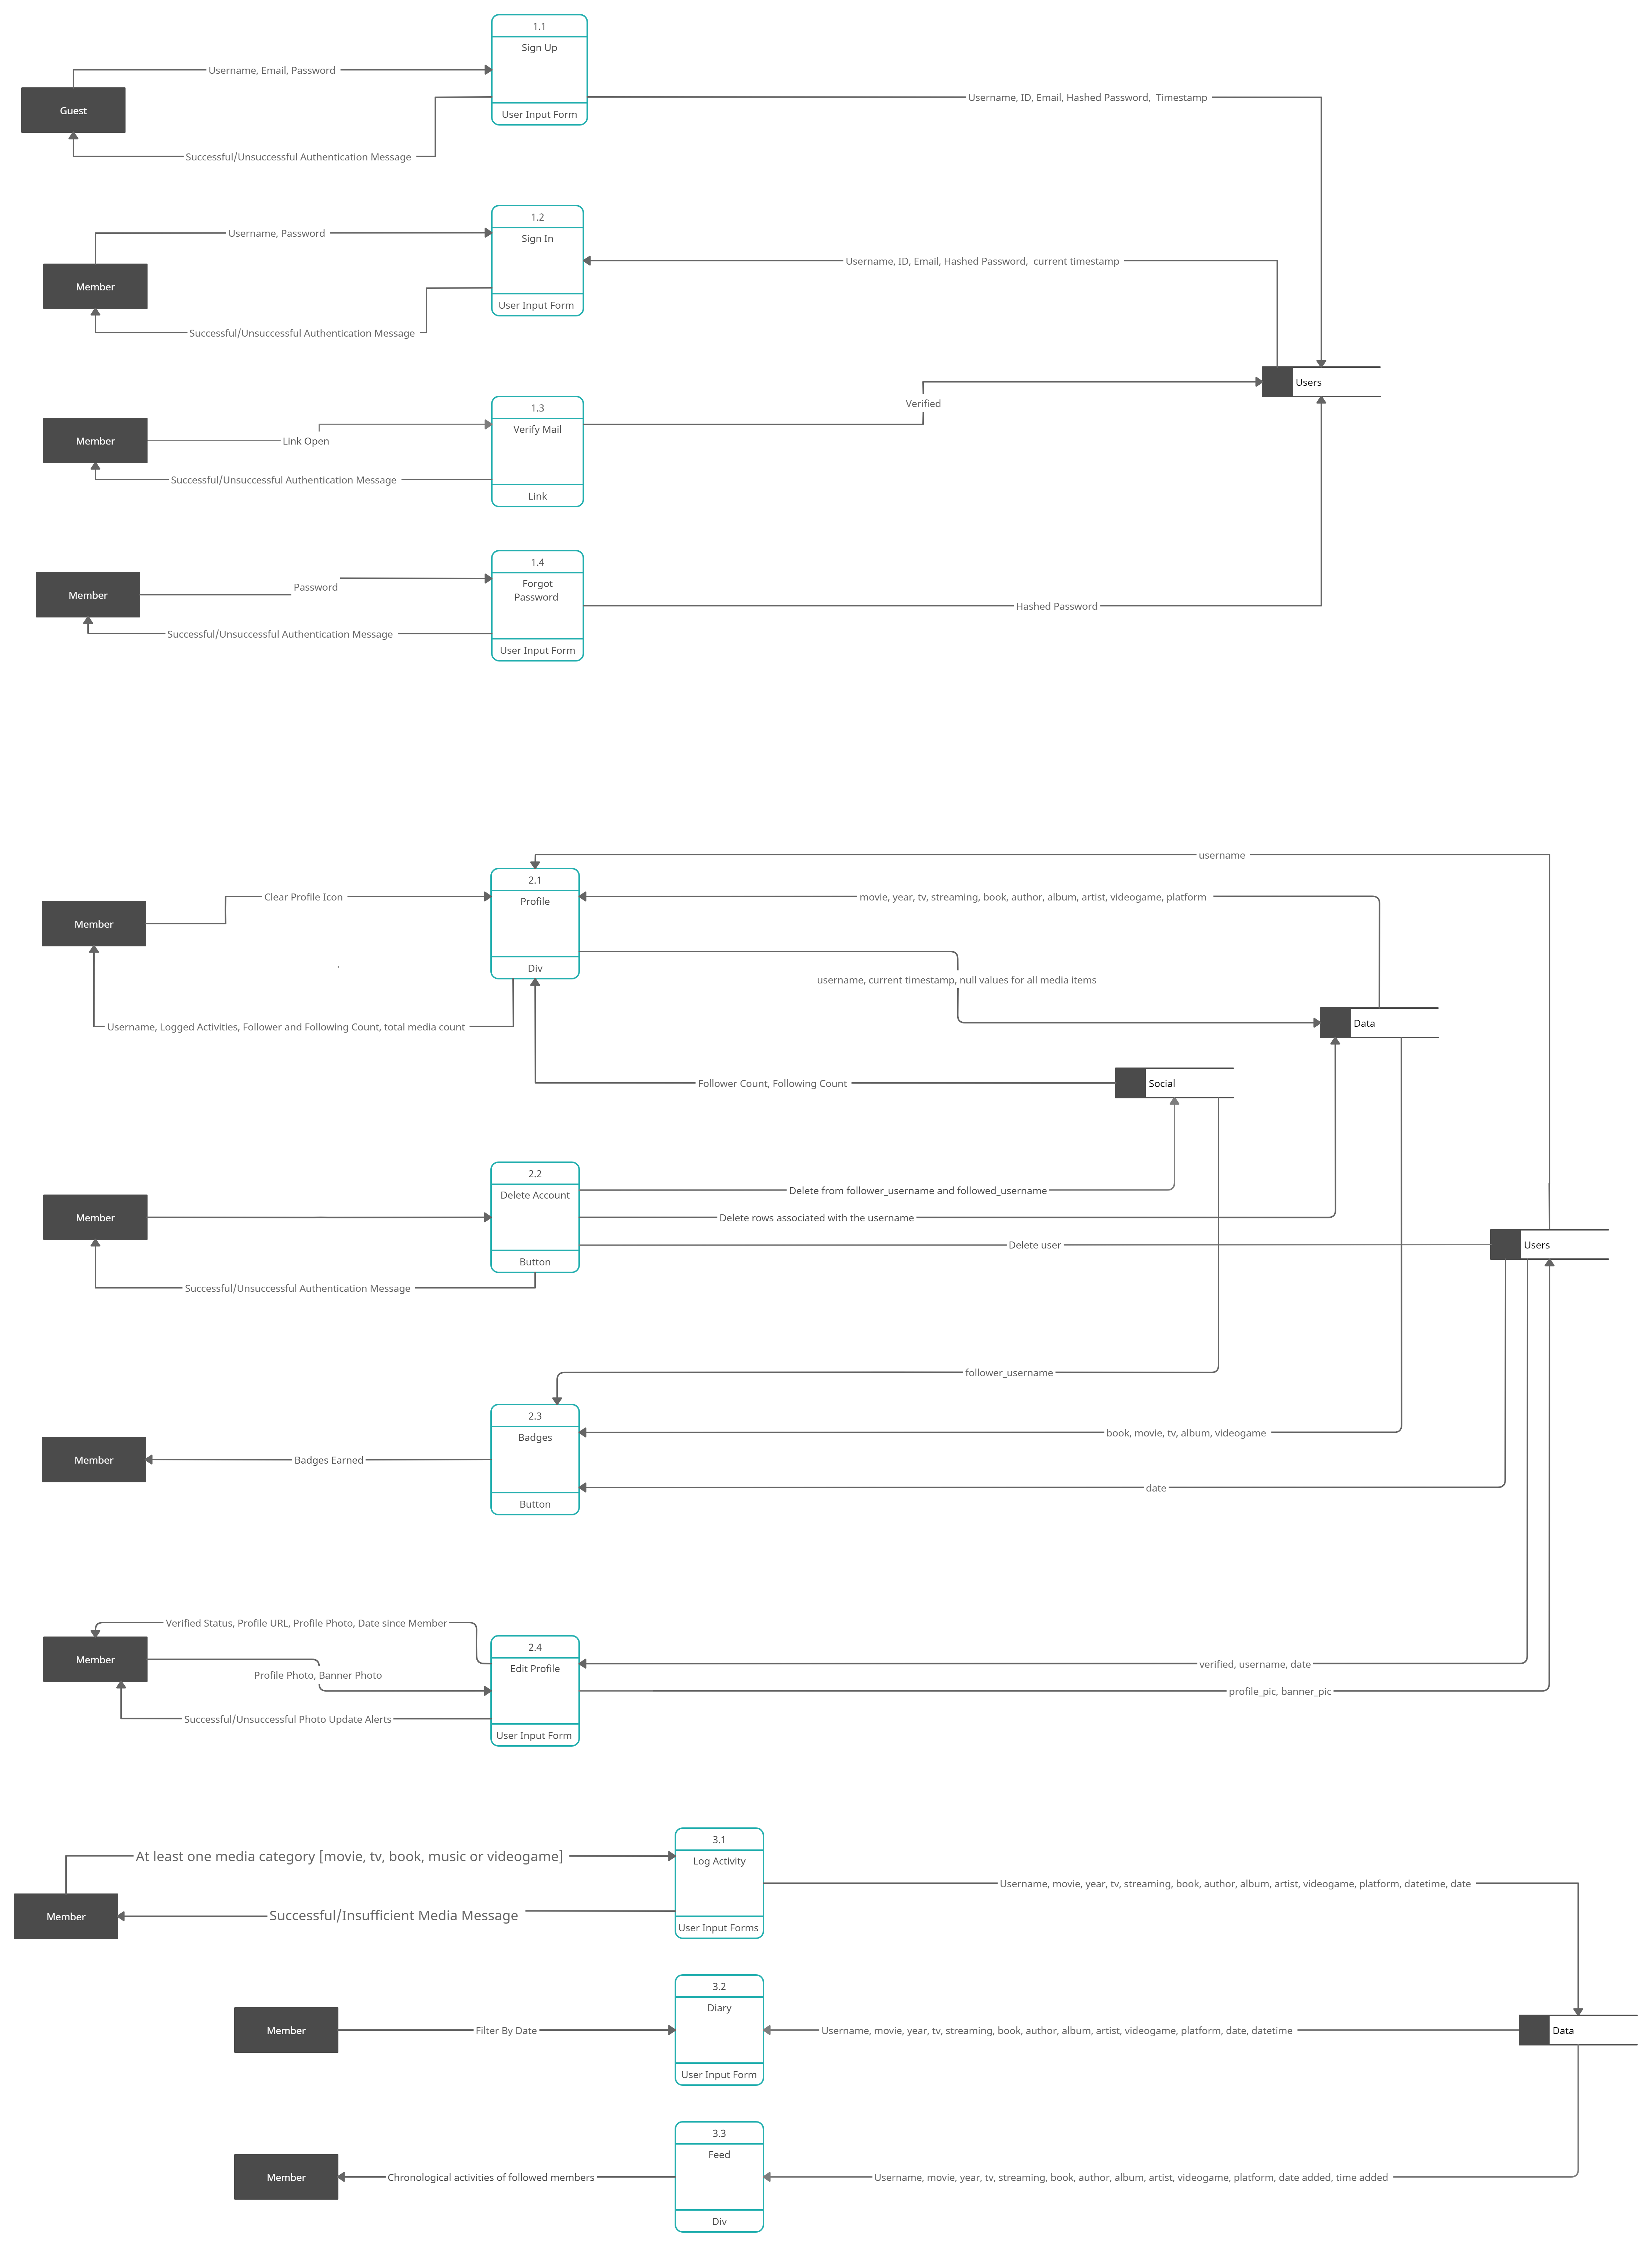 1.1
Sign Up
Username, Email, Password
Guest
Username, ID, Email, Hashed Password,  Timestamp
User Input Form
Successful/Unsuccessful Authentication Message
1.2
Username, Password
Sign In
Username, ID, Email, Hashed Password,  current timestamp
Member
User Input Form
Successful/Unsuccessful Authentication Message
Users
Verified
1.3
Verify Mail
Member
Link Open
Successful/Unsuccessful Authentication Message
Link
1.4
Forgot
Password
Password
Member
Hashed Password
Successful/Unsuccessful Authentication Message
User Input Form
username
2.1
Clear Profile Icon
Profile
movie, year, tv, streaming, book, author, album, artist, videogame, platform
Member
Div
username, current timestamp, null values for all media items
Data
Username, Logged Activities, Follower and Following Count, total media count
Follower Count, Following Count
Social
2.2
Delete Account
Delete from follower_username and followed_username
Member
Delete rows associated with the username
Delete user
Users
Button
Successful/Unsuccessful Authentication Message
follower_username
2.3
Badges
book, movie, tv, album, videogame
Member
Badges Earned
date
Button
Verified Status, Profile URL, Profile Photo, Date since Member
2.4
Member
Edit Profile
verified, username, date
Profile Photo, Banner Photo
profile_pic, banner_pic
Successful/Unsuccessful Photo Update Alerts
User Input Form
3.1
At least one media category [movie, tv, book, music or videogame]
Log Activity
Username, movie, year, tv, streaming, book, author, album, artist, videogame, platform, datetime, date
Member
Successful/Insufficient Media Message
User Input Forms
3.2
Diary
Member
Filter By Date
Username, movie, year, tv, streaming, book, author, album, artist, videogame, platform, date, datetime
Data
User Input Form
3.3
Feed
Member
Chronological activities of followed members
Username, movie, year, tv, streaming, book, author, album, artist, videogame, platform, date added, time added
Div